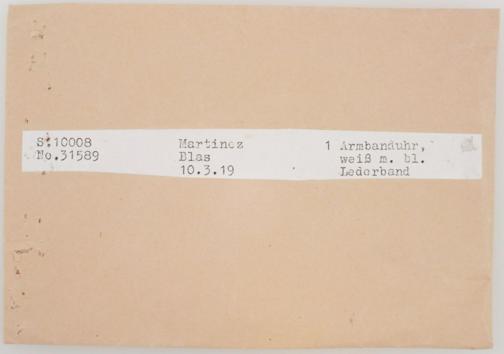 S.10008 Martinez 1 Armbanduhr,
No.31589 Blas weiß m. bl.
10.3.19 Lederband